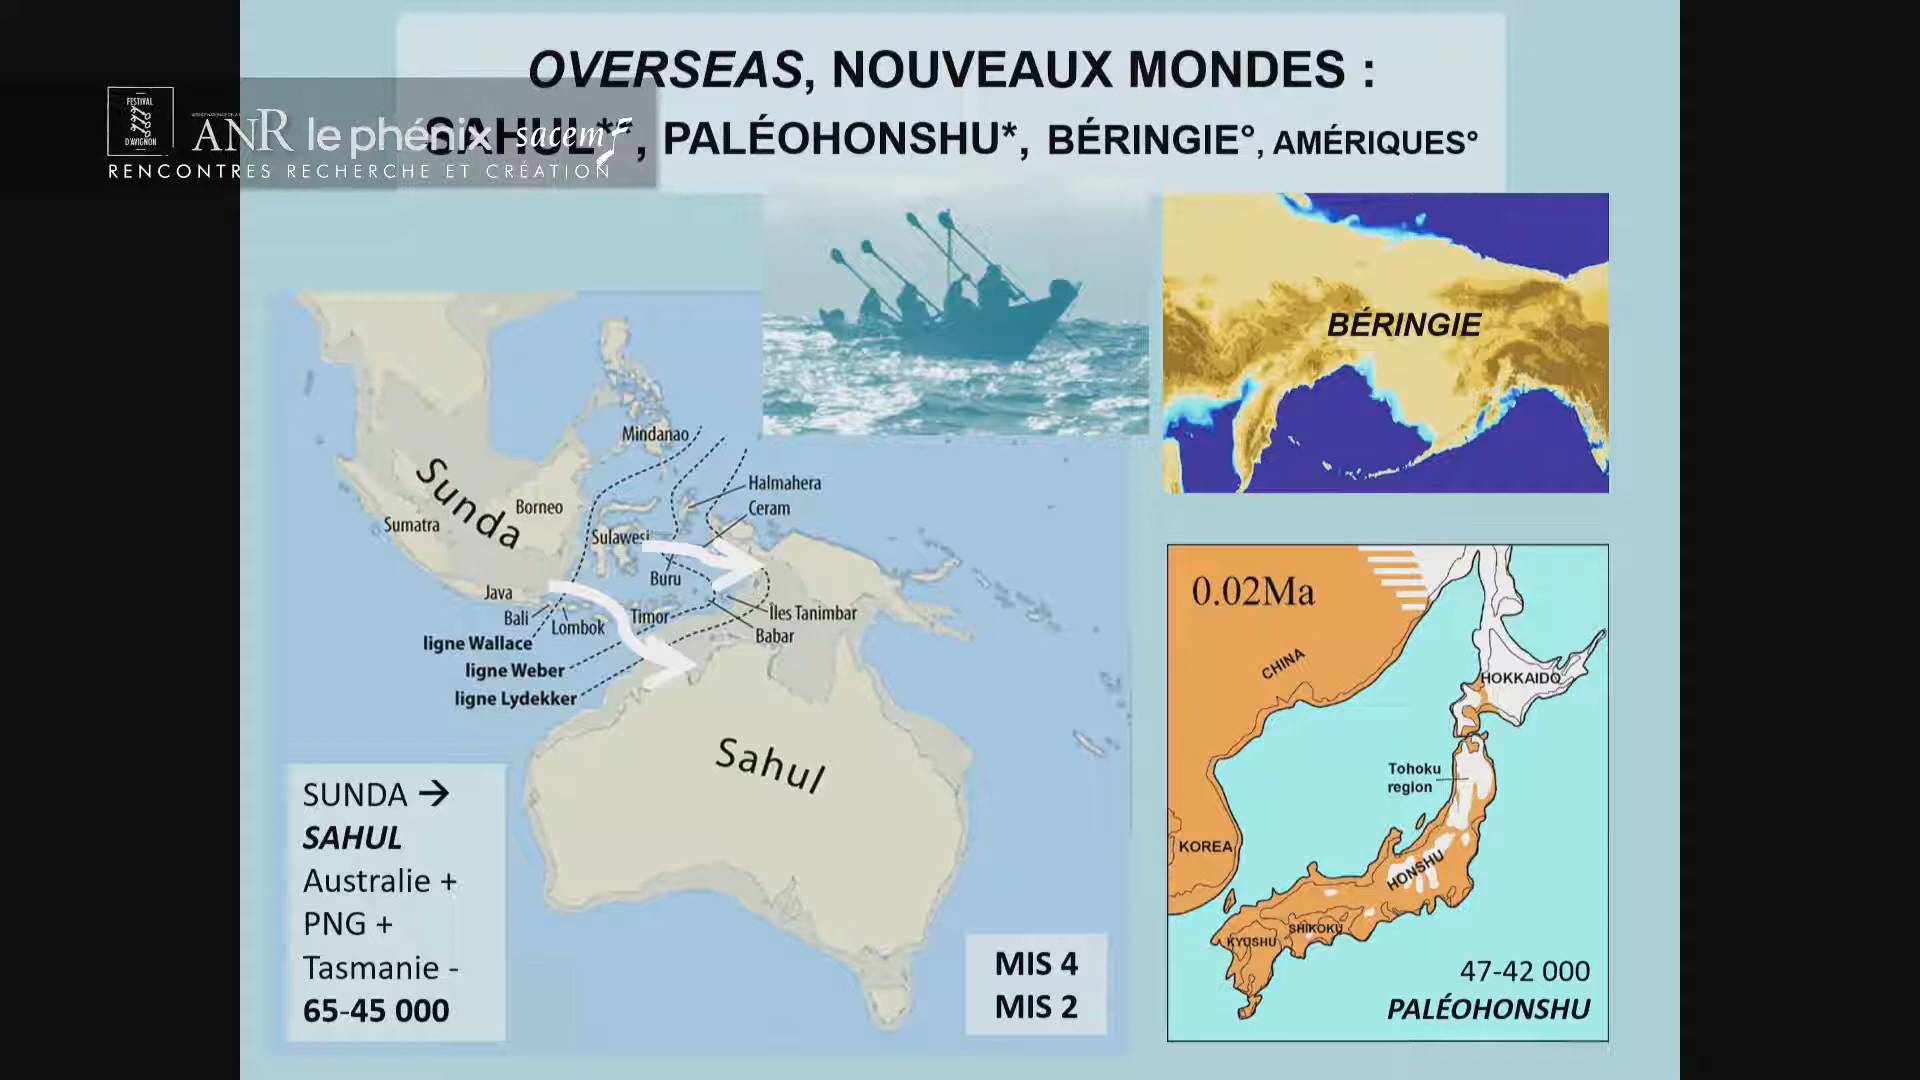 OVERSEAS, NOUVEAUX MONDES :
SAHUL*°, PALÉOHONSHU*, BÉRINGIE°, AMÉRIQUES°
FESTIVAL
D'AVIGNON
ANR le phénix sacem
RENCONTRES RECHERCHE ET CRÉATION
BÉRINGIE
Mindanao
Halmahera
Ceram
Sunda
Borneo
Sumatra
Sulawesi
Buru
Java
Bali
Lombok
Timor
Îles Tanimbar
Babar
ligne Wallace
ligne Weber
ligne Lydekker
Sahul
SUNDA →
SAHUL
Australie +
PNG +
Tasmanie -
65-45 000
MIS 4
MIS 2
0.02Ma
CHINA
HOKKAIDO
Tohoku
region
KOREA
HONSHU
SHIKOKU
KYUSHU
47-42 000
PALÉOHONSHU